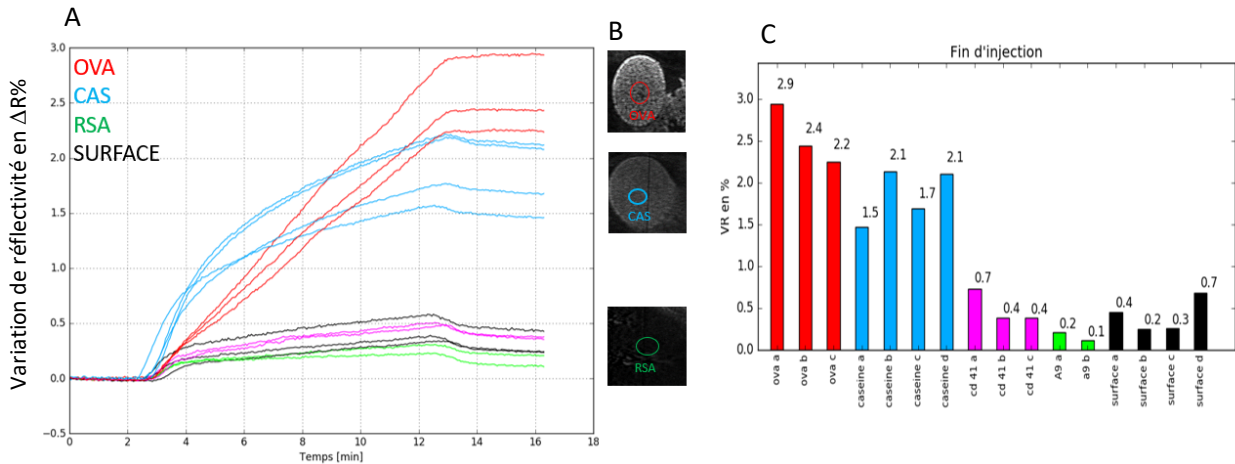 A
Variation de réflectivité en ΔR%
3.0
2.5
2.0
1.5
1.0
0.5
0.0
−0.5
OVA
CAS
RSA
SURFACE
0
2
4
6
8
10
12
14
16
18
Temps [min]
B
OVA
CAS
RSA
C
Fin d'injection
VR en %
3.0
2.5
2.0
1.5
1.0
0.5
0.0
2.9
2.4
2.2
1.5
2.1
1.7
2.1
0.7
0.4
0.4
0.2
0.1
0.4
0.2
0.3
0.7
ova a
ova b
ova c
caseine a
caseine b
caseine c
caseine d
cd 41 a
cd 41 b
cd 41 c
A9 a
a9 b
surface a
surface b
surface c
surface d